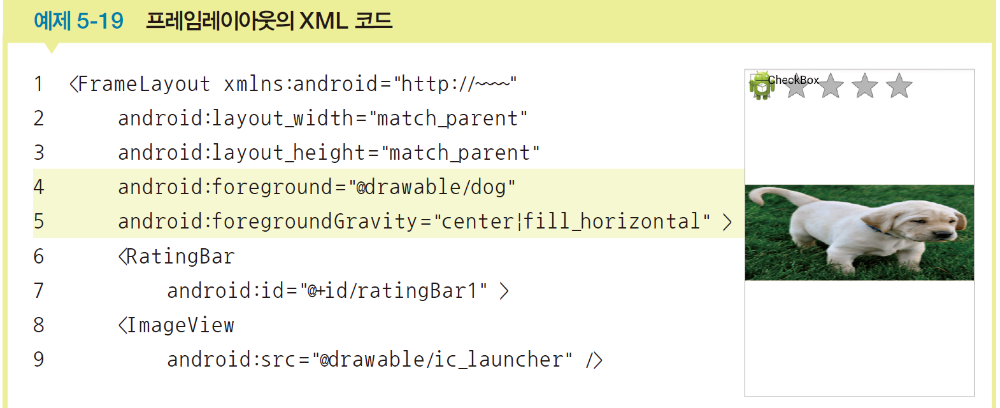 예제 5-19 프레임레이아웃의 XML 코드
1 <FrameLayout xmlns:android="http://~~~~"
2 android:layout_width="match_parent"
3 android:layout_height="match_parent"
4 android:foreground="@drawable/dog"
5 android:foregroundGravity="center|fill_horizontal" >
6 <RatingBar
7 android:id="@+id/ratingBar1" >
8 <ImageView
9 android:src="@drawable/ic_launcher" />
CheckBox